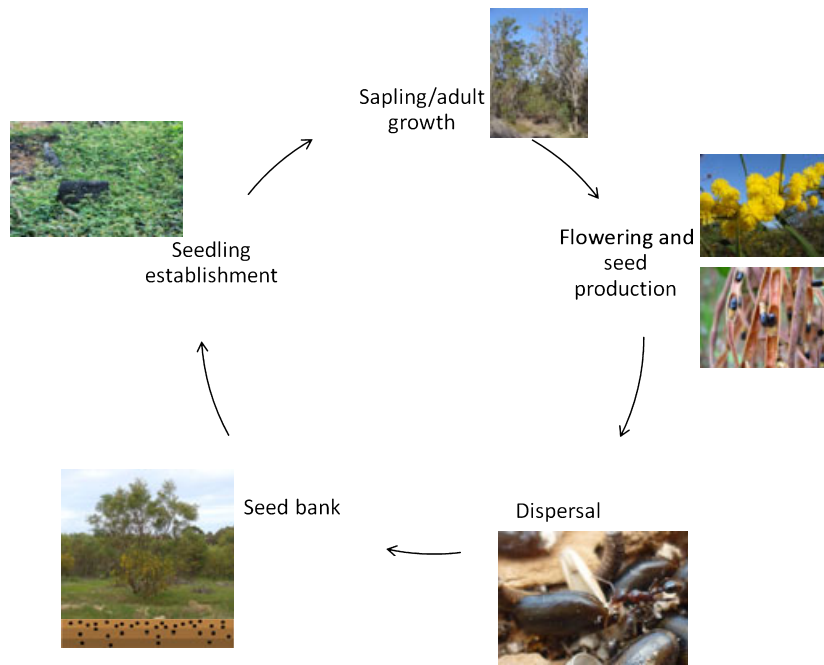 Sapling/adult
growth
Flowering and
seed
production
Dispersal
Seed bank
Seedling
establishment